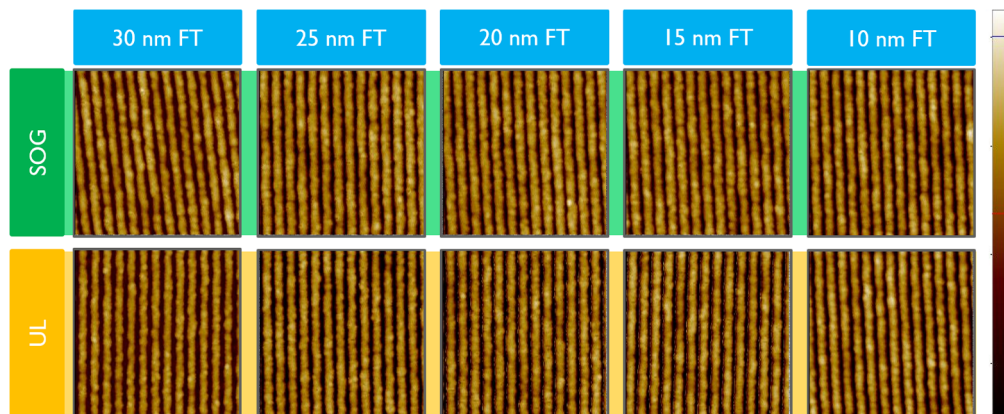 30 nm FT
25 nm FT
20 nm FT
15 nm FT
10 nm FT
SOG
UL